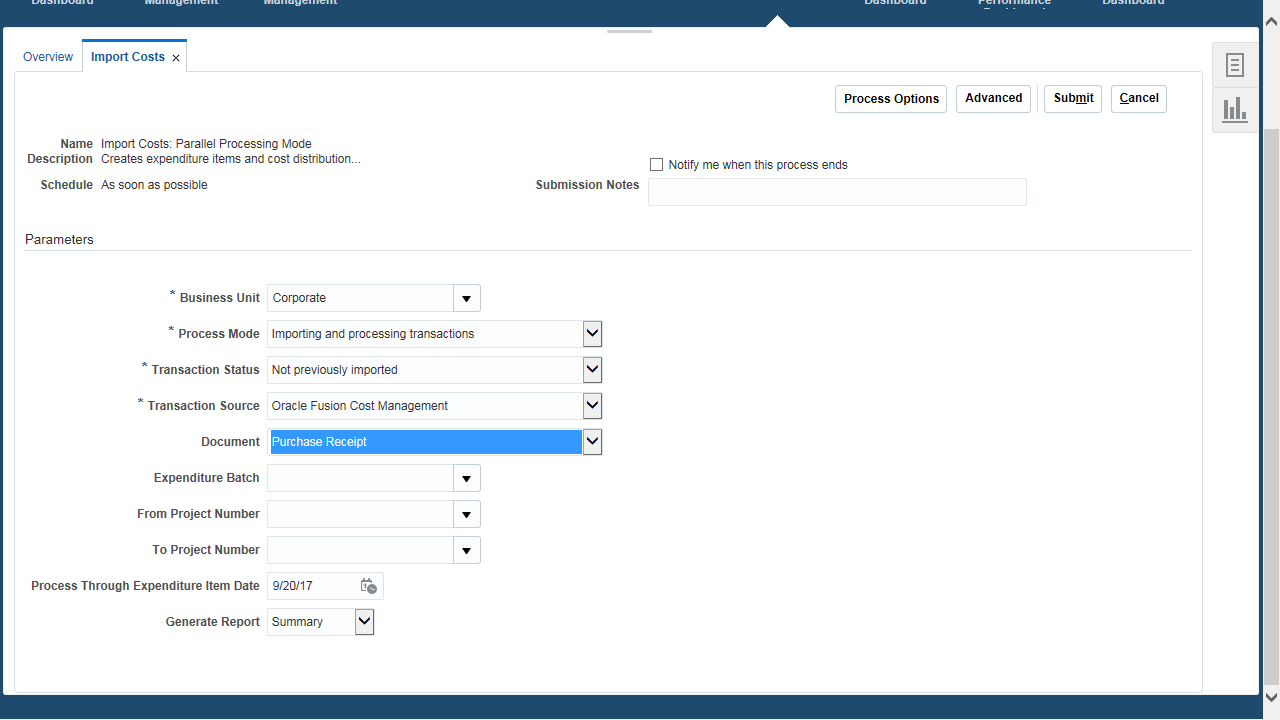 Dashboard Management Management Dashboard Performance Dashboard
Overview Import Costs x
Process Options Advanced Submit Cancel
Name Import Costs: Parallel Processing Mode
Description Creates expenditure items and cost distribution...
Notify me when this process ends
Schedule As soon as possible
Submission Notes
Parameters
* Business Unit Corporate
* Process Mode Importing and processing transactions
* Transaction Status Not previously imported
* Transaction Source Oracle Fusion Cost Management
Document Purchase Receipt
Expenditure Batch
From Project Number
To Project Number
Process Through Expenditure Item Date 9/20/17
Generate Report Summary